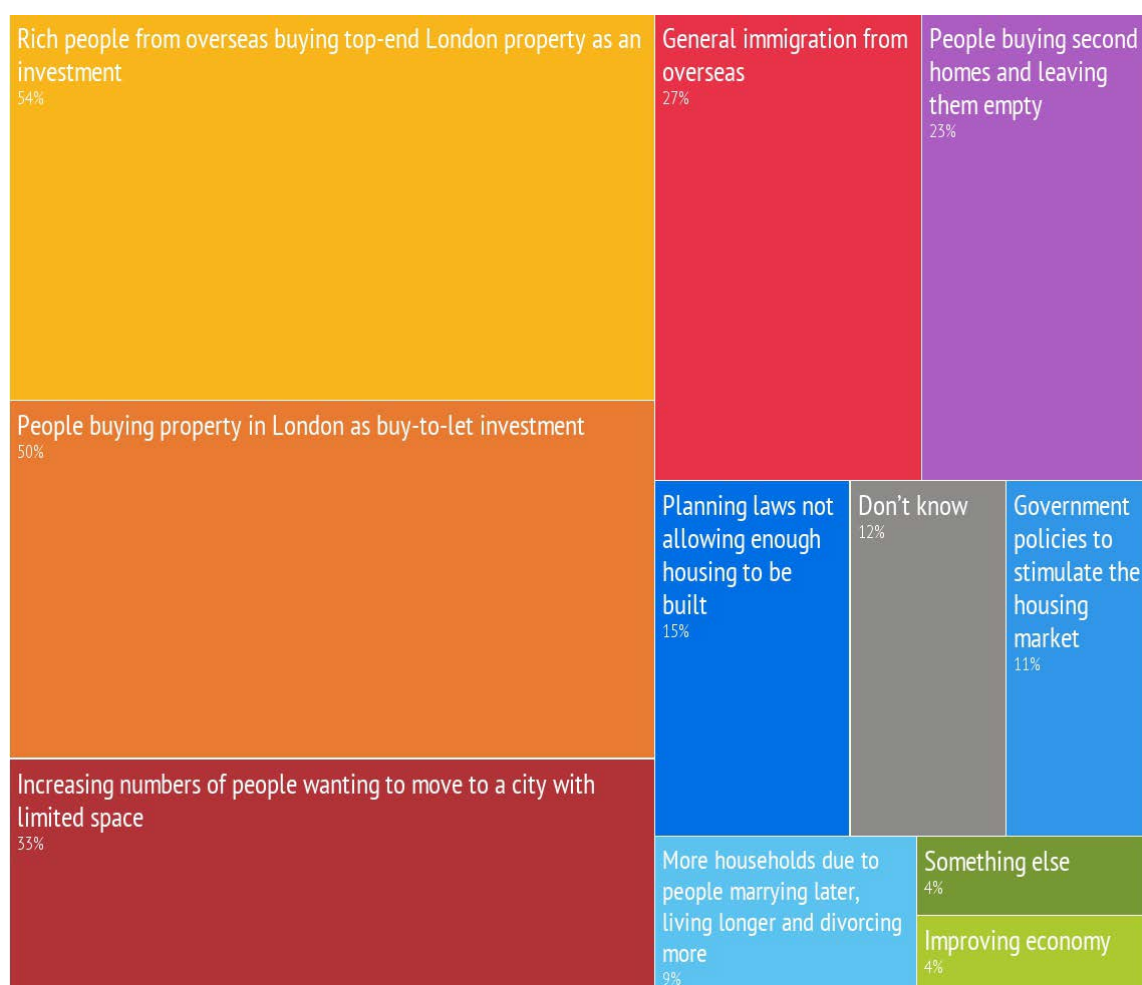 Rich people from overseas buying top-end London property as an
investment
54%
People buying property in London as buy-to-let investment
50%
Increasing numbers of people wanting to move to a city with
limited space
33%
General immigration from
overseas
27%
People buying second
homes and leaving
them empty
23%
Planning laws not
allowing enough
housing to be
built
15%
Don’t know
12%
Government
policies to
stimulate the
housing
market
11%
More households due to
people marrying later,
living longer and divorcing
more
9%
Something else
4%
Improving economy
4%